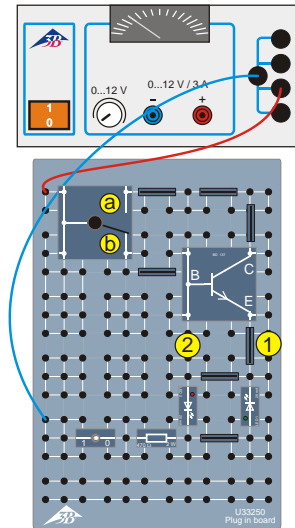 3B
0...12 V
0...12 V / 3 A
-
+
1
0
a
b
B
C
E
2
1
1
0
U33250
Plug in board
3B